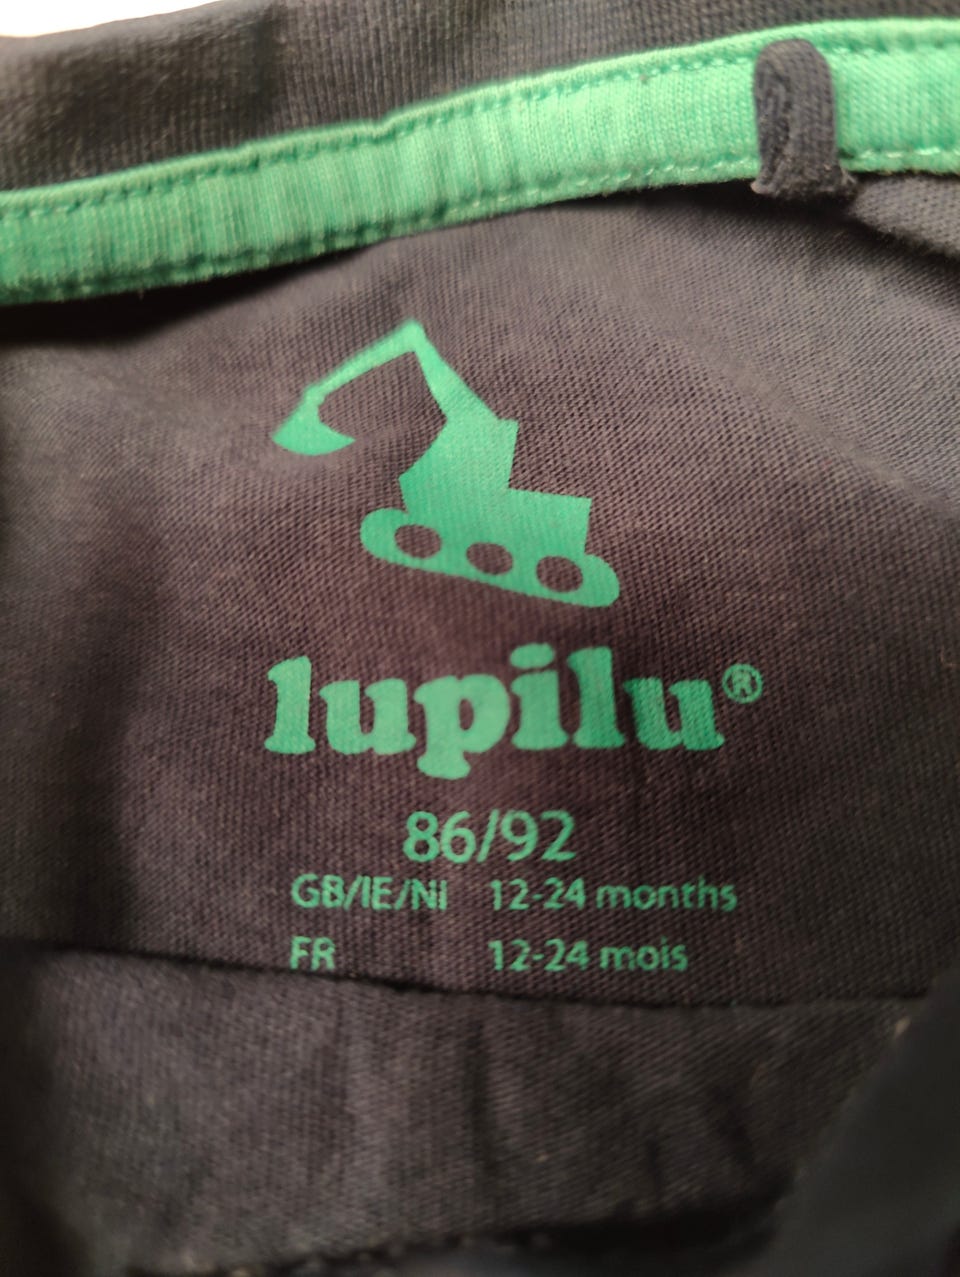 lupilu®
86/92
GB/IE/NI 12-24 months
FR 12-24 mois